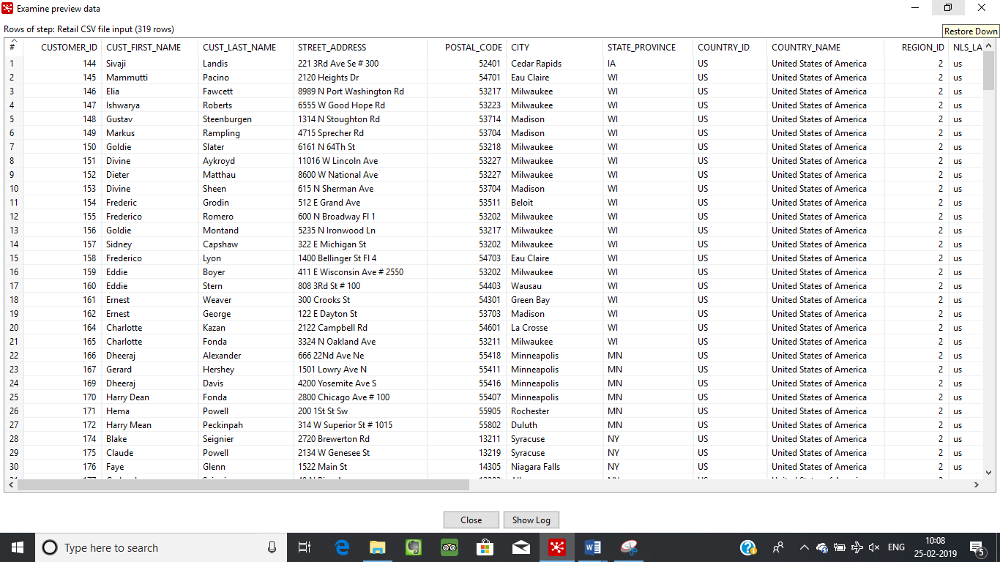 Examine preview data
Rows of step: Retail CSV file input (319 rows)
Restore Down
# CUSTOMER_ID CUST_FIRST_NAME CUST_LAST_NAME STREET_ADDRESS POSTAL_CODE CITY STATE_PROVINCE COUNTRY_ID COUNTRY_NAME REGION_ID NLS_LA
1 144 Sivaji Landis 221 3Rd Ave Se # 300 52401 Cedar Rapids IA US United States of America 2 us
2 145 Mammutti Pacino 2120 Heights Dr 54701 Eau Claire WI US United States of America 2 us
3 146 Elia Fawcett 8989 N Port Washington Rd 53217 Milwaukee WI US United States of America 2 us
4 147 Ishwarya Roberts 6555 W Good Hope Rd 53223 Milwaukee WI US United States of America 2 us
5 148 Gustav Steenburgen 1314 N Stoughton Rd 53714 Madison WI US United States of America 2 us
6 149 Markus Rampling 4715 Sprecher Rd 53704 Madison WI US United States of America 2 us
7 150 Goldie Slater 6161 N 64Th St 53218 Milwaukee WI US United States of America 2 us
8 151 Divine Aykroyd 11016 W Lincoln Ave 53227 Milwaukee WI US United States of America 2 us
9 152 Dieter Matthau 8600 W National Ave 53227 Milwaukee WI US United States of America 2 us
10 153 Divine Sheen 615 N Sherman Ave 53704 Madison WI US United States of America 2 us
11 154 Frederic Grodin 512 E Grand Ave 53511 Beloit WI US United States of America 2 us
12 155 Frederico Romero 600 N Broadway Fl 1 53202 Milwaukee WI US United States of America 2 us
13 156 Goldie Montand 5235 N Ironwood Ln 53217 Milwaukee WI US United States of America 2 us
14 157 Sidney Capshaw 322 E Michigan St 53202 Milwaukee WI US United States of America 2 us
15 158 Frederico Lyon 1400 Bellinger St Fl 4 54703 Eau Claire WI US United States of America 2 us
16 159 Eddie Boyer 411 E Wisconsin Ave # 2550 53202 Milwaukee WI US United States of America 2 us
17 160 Eddie Stern 808 3Rd St # 100 54403 Wausau WI US United States of America 2 us
18 161 Ernest Weaver 300 Crooks St 54301 Green Bay WI US United States of America 2 us
19 162 Ernest George 122 E Dayton St 53703 Madison WI US United States of America 2 us
20 164 Charlotte Kazan 2122 Campbell Rd 54601 La Crosse WI US United States of America 2 us
21 165 Charlotte Fonda 3324 N Oakland Ave 53211 Milwaukee WI US United States of America 2 us
22 166 Dheeraj Alexander 666 22Nd Ave Ne 55418 Minneapolis MN US United States of America 2 us
23 167 Gerard Hershey 1501 Lowry Ave N 55411 Minneapolis MN US United States of America 2 us
24 169 Dheeraj Davis 4200 Yosemite Ave S 55416 Minneapolis MN US United States of America 2 us
25 170 Harry Dean Fonda 2800 Chicago Ave # 100 55407 Minneapolis MN US United States of America 2 us
26 171 Hema Powell 200 1St St Sw 55905 Rochester MN US United States of America 2 us
27 172 Harry Mean Peckinpah 314 W Superior St # 1015 55802 Duluth MN US United States of America 2 us
28 174 Blake Seignier 2720 Brewerton Rd 13211 Syracuse NY US United States of America 2 us
29 175 Claude Powell 2134 W Genesee St 13219 Syracuse NY US United States of America 2 us
30 176 Faye Glenn 1522 Main St 14305 Niagara Falls NY US United States of America 2 us
Close Show Log
Type here to search
ENG
10:08
25-02-2019
5